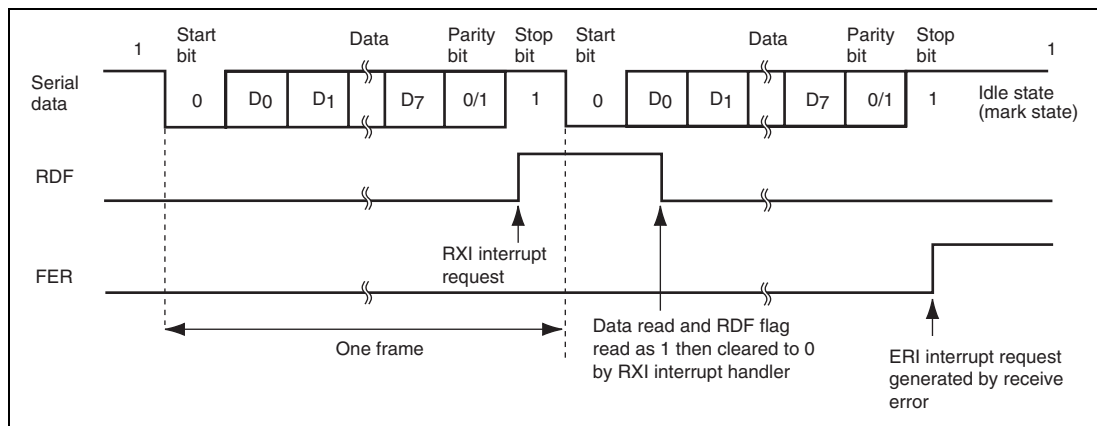 1 Start bit Data Parity bit Stop bit Start bit Data Parity bit Stop bit 1
Serial data
0 D0 D1 D7 0/1 1 0 D0 D1 D7 0/1 1
Idle state
(mark state)
RDF
RXI interrupt
request
FER
One frame
Data read and RDF flag
read as 1 then cleared to 0
by RXI interrupt handler
ERI interrupt request
generated by receive
error